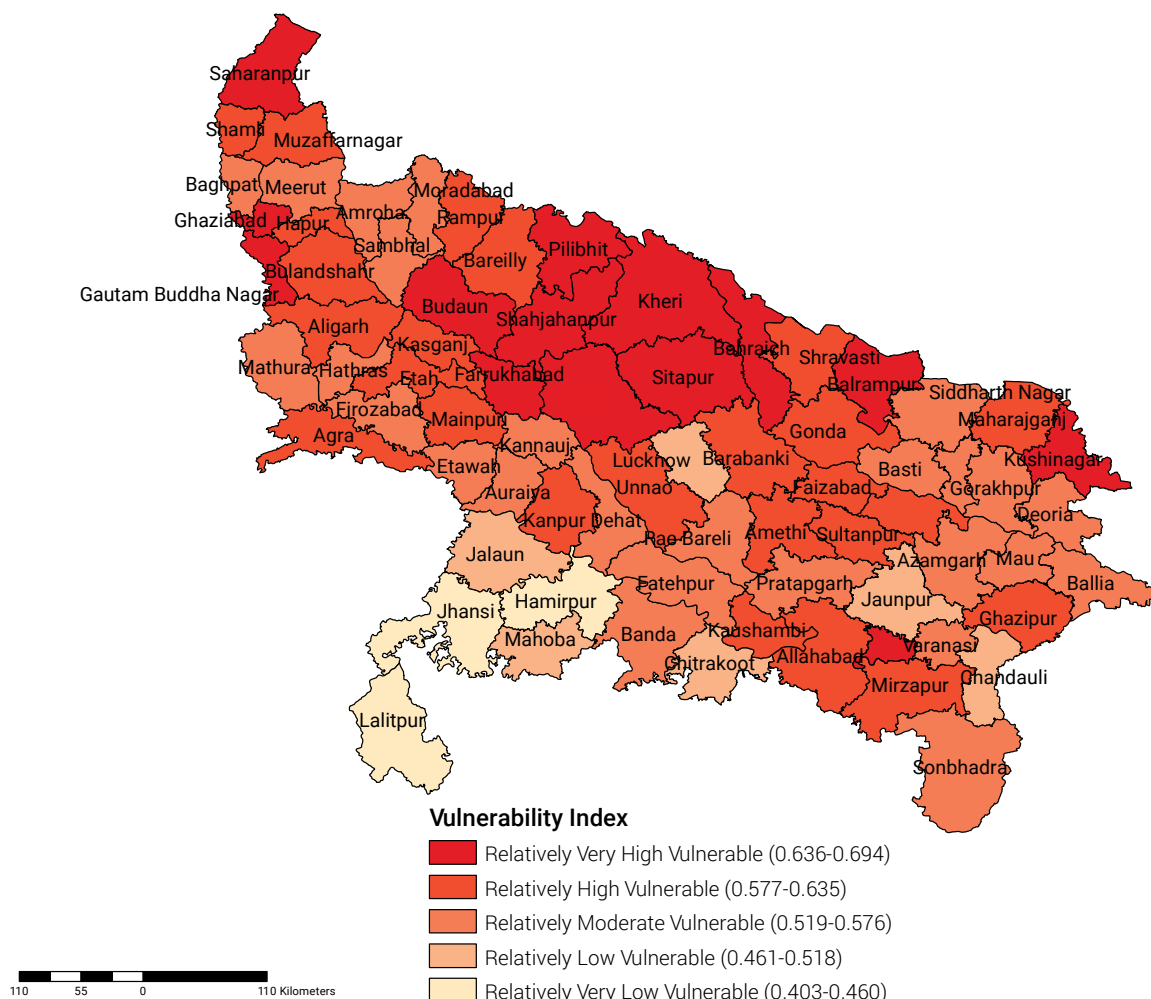 Saharanpur
Shamli
Muzaffarnagar
Baghpat
Meerut
Moradabad
Ghaziabad
Hapur
Amroha
Rampur
Sambhal
Bareilly
Pilibhit
Bulandshahr
Gautam Buddha Nagar
Budaun
Kheri
Shahjahanpur
Aligarh
Kasganj
Bahraich
Shravasti
Mathura
Hathras
Etah
Farrukhabad
Sitapur
Balrampur
Siddharth Nagar
Firozabad
Mainpuri
Maharajganj
Agra
Gonda
Kannauj
Lucknow
Barabanki
Kushinagar
Etawah
Basti
Auraiya
Unnao
Faizabad
Gorakhpur
Kanpur Dehat
Deoria
Rae Bareli
Amethi
Sultanpur
Jalaun
Azamgarh
Mau
Fatehpur
Pratapgarh
Ballia
Jhansi
Hamirpur
Jaunpur
Ghazipur
Mahoba
Banda
Kaushambi
Varanasi
Chitrakoot
Allahabad
Mirzapur
Chandauli
Lalitpur
Sonbhadra
Vulnerability Index
Relatively Very High Vulnerable (0.636-0.694)
Relatively High Vulnerable (0.577-0.635)
Relatively Moderate Vulnerable (0.519-0.576)
Relatively Low Vulnerable (0.461-0.518)
Relatively Very Low Vulnerable (0.403-0.460)
110 55 0 110 Kilometers